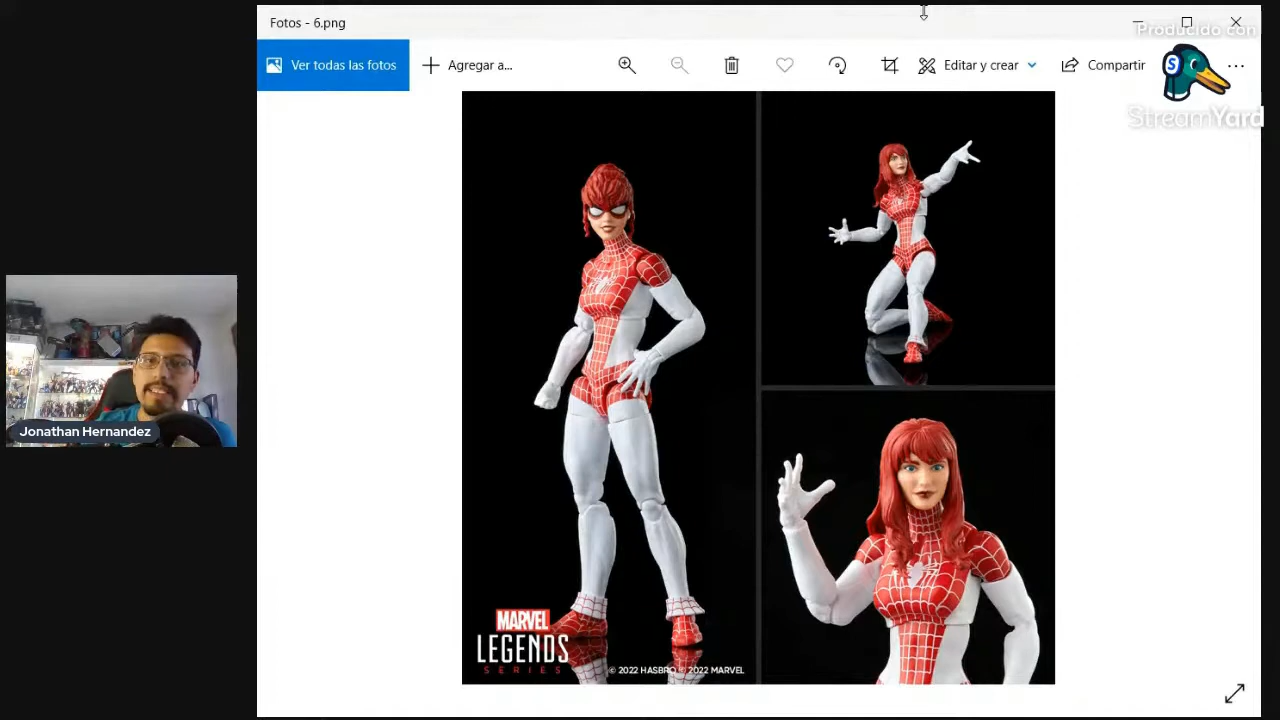 Fotos - 6.png
Producido con
Ver todas las fotos
Agregar a...
Editar y crear
Compartir
S
StreamYard
Jonathan Hernandez
MARVEL
LEGENDS
SERIES
© 2022 HASBRO © 2022 MARVEL